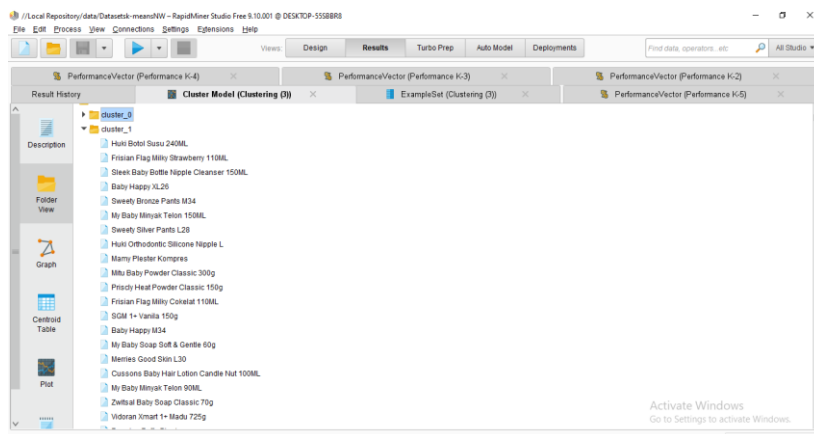 //Local Repository/data/Datasetsk-meansNW – RapidMiner Studio Free 9.10.001 @ DESKTOP-55SBBR8
File Edit Process View Connections Settings Extensions Help
Views: Design Results Turbo Prep Auto Model Deployments Find data, operators...etc All Studio
PerformanceVector (Performance K-4) PerformanceVector (Performance K-3) PerformanceVector (Performance K-2)
Result History Cluster Model (Clustering (3)) ExampleSet (Clustering (3)) PerformanceVector (Performance K-5)
cluster_0
cluster_1
Description
Folder View
Graph
Centroid Table
Plot
Huki Botol Susu 240ML
Frisian Flag Milky Strawberry 110ML
Sleek Baby Bottle Nipple Cleanser 150ML
Baby Happy XL26
Sweety Bronze Pants M34
My Baby Minyak Telon 150ML
Sweety Silver Pants L28
Huki Orthodontic Silicone Nipple L
Mamy Plester Kompres
Mitu Baby Powder Classic 300g
Priscly Heat Powder Classic 150g
Frisian Flag Milky Cokelat 110ML
SGM 1+ Vanila 150g
Baby Happy M34
My Baby Soap Soft & Gentle 60g
Merries Good Skin L30
Cussons Baby Hair Lotion Candle Nut 100ML
My Baby Minyak Telon 90ML
Zwitsal Baby Soap Classic 70g
Vidoran Xmart 1+ Madu 725g
Activate Windows
Go to Settings to activate Windows.